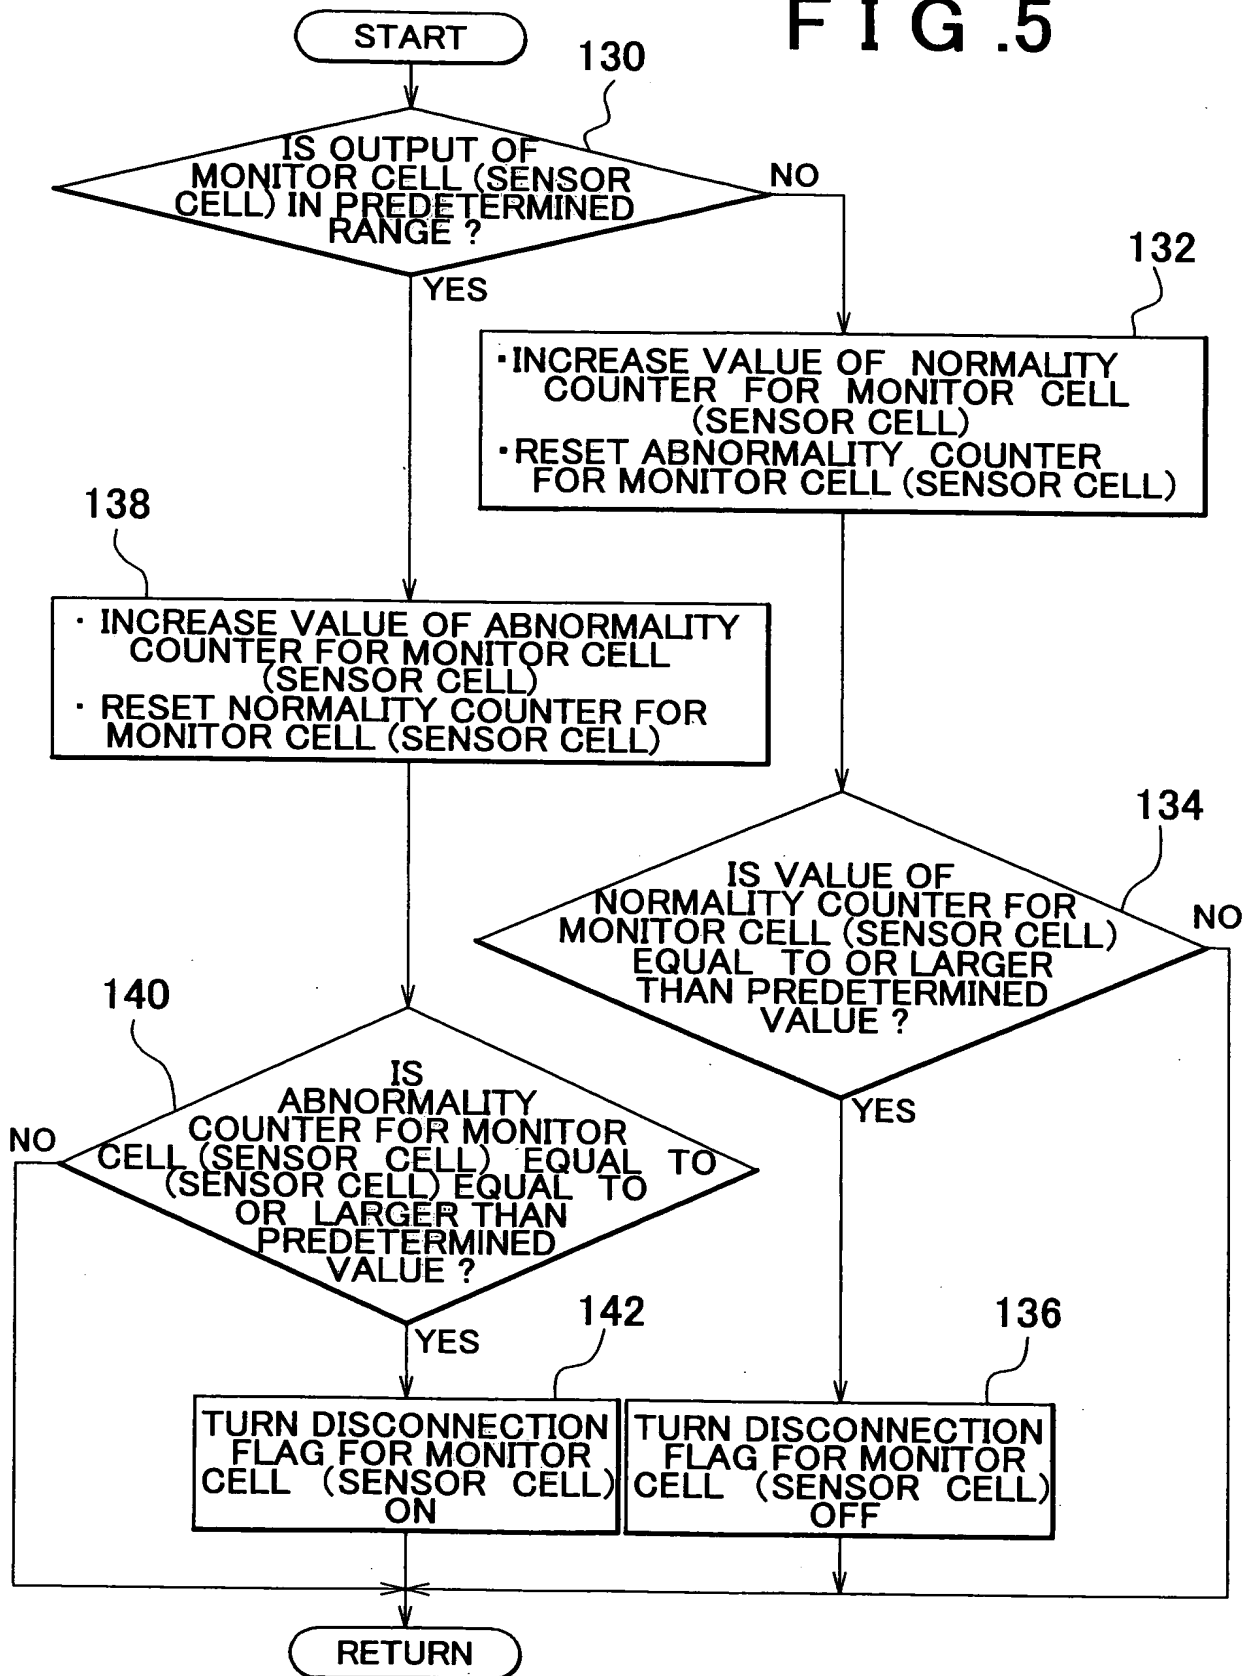 FIG.5
START
130
IS OUTPUT OF
MONITOR CELL (SENSOR
CELL) IN PREDETERMINED
RANGE ?
NO
YES
132
・INCREASE VALUE OF NORMALITY
COUNTER FOR MONITOR CELL
(SENSOR CELL)
・RESET ABNORMALITY COUNTER
FOR MONITOR CELL (SENSOR CELL)
138
・INCREASE VALUE OF ABNORMALITY
COUNTER FOR MONITOR CELL
(SENSOR CELL)
・RESET NORMALITY COUNTER FOR
MONITOR CELL (SENSOR CELL)
134
IS VALUE OF
NORMALITY COUNTER FOR
MONITOR CELL (SENSOR CELL)
EQUAL TO OR LARGER
THAN PREDETERMINED
VALUE ?
NO
YES
140
IS
ABNORMALITY
COUNTER FOR MONITOR
CELL (SENSOR CELL) EQUAL TO
(SENSOR CELL) EQUAL TO
OR LARGER THAN
PREDETERMINED
VALUE ?
NO
YES
142
TURN DISCONNECTION
FLAG FOR MONITOR
CELL (SENSOR CELL)
ON
136
TURN DISCONNECTION
FLAG FOR MONITOR
CELL (SENSOR CELL)
OFF
RETURN